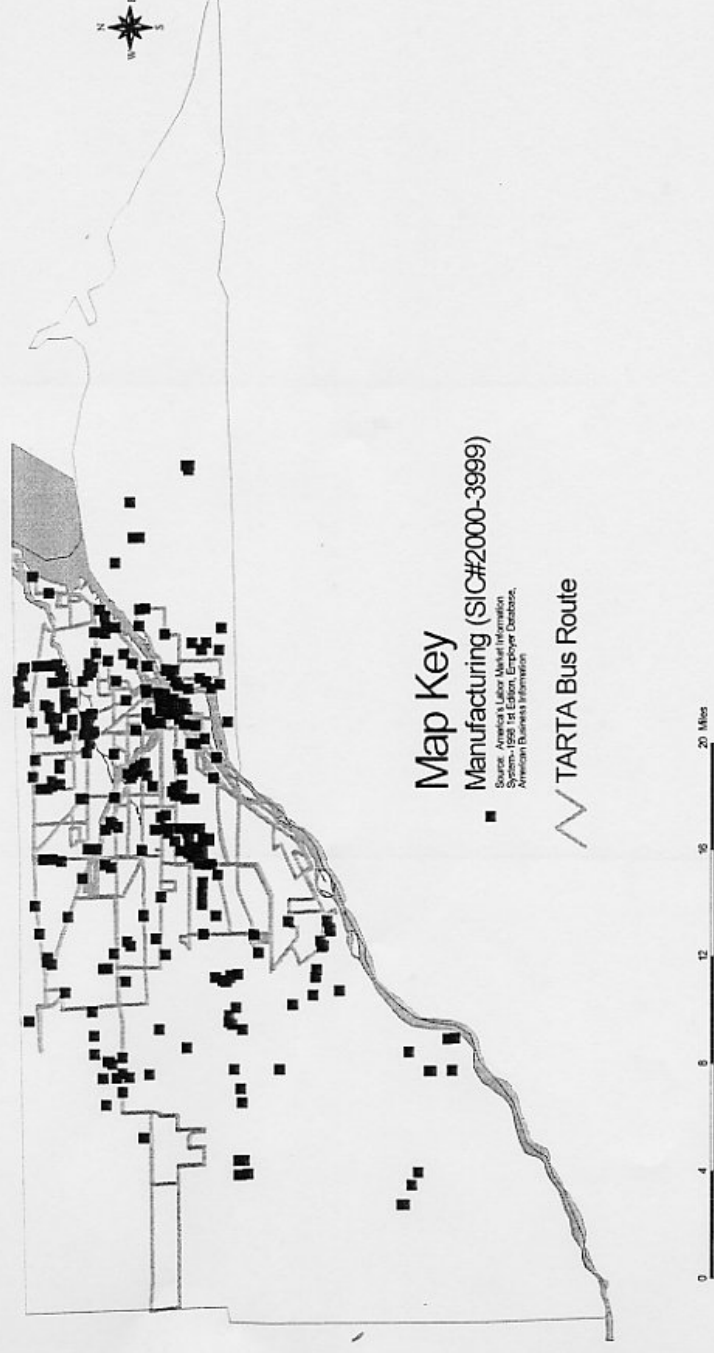 N
S
W
Map Key
Manufacturing (SIC#2000-3999)
Source: America's Labor Market Information
System--1998 1st Edition, Employer Database,
American Business Information
TARTA Bus Route
0 4 8 12 16 20 Miles